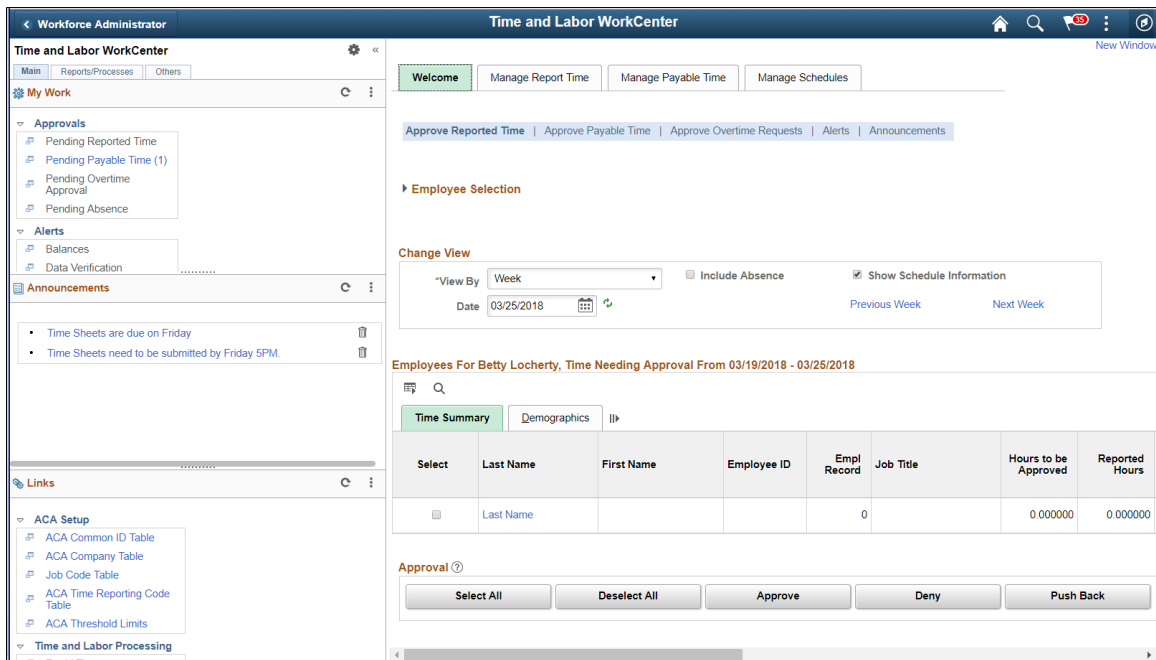 Workforce Administrator
Time and Labor WorkCenter
35
New Window
Time and Labor WorkCenter
Main Reports/Processes Others
My Work
Approvals
Pending Reported Time
Pending Payable Time (1)
Pending Overtime
Approval
Pending Absence
Alerts
Balances
Data Verification
Announcements
• Time Sheets are due on Friday
• Time Sheets need to be submitted by Friday 5PM.
Links
ACA Setup
ACA Common ID Table
ACA Company Table
Job Code Table
ACA Time Reporting Code
Table
ACA Threshold Limits
Time and Labor Processing
Welcome Manage Report Time Manage Payable Time Manage Schedules
Approve Reported Time | Approve Payable Time | Approve Overtime Requests | Alerts | Announcements
Employee Selection
Change View
*View By Week Include Absence Show Schedule Information
Date 03/25/2018 Previous Week Next Week
Employees For Betty Locherty, Time Needing Approval From 03/19/2018 - 03/25/2018
Time Summary Demographics
Select Last Name First Name Employee ID Empl Record Job Title Hours to be Approved Reported Hours
Last Name 0 0.000000 0.000000
Approval
Select All Deselect All Approve Deny Push Back